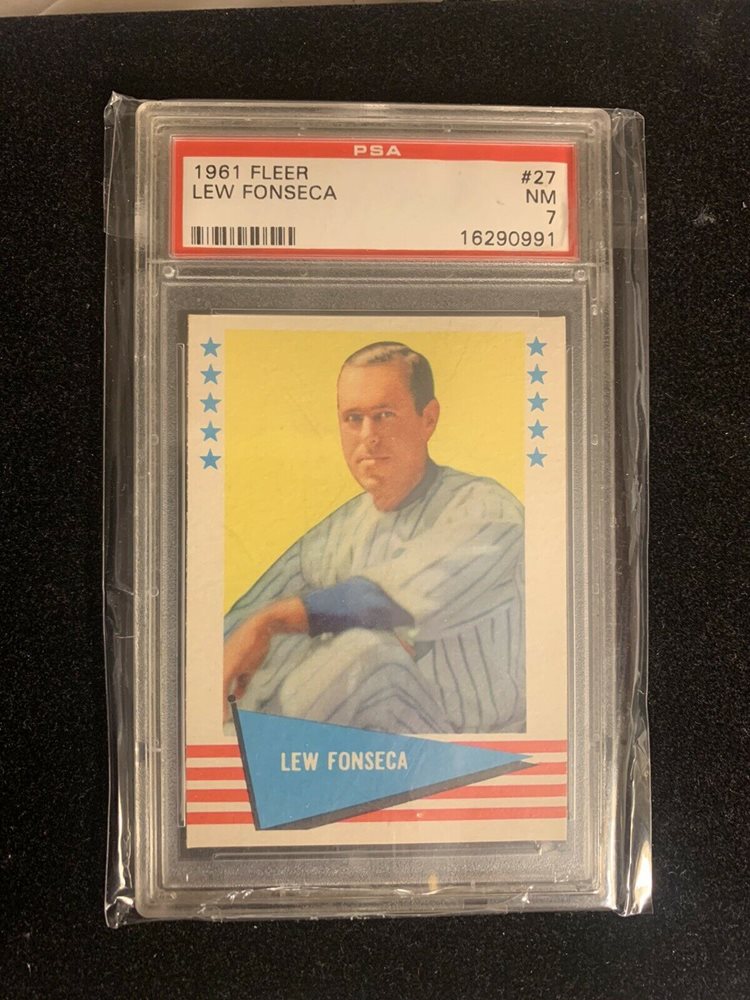 PSA
1961 FLEER #27
LEW FONSECA NM
7
16290991
LEW FONSECA